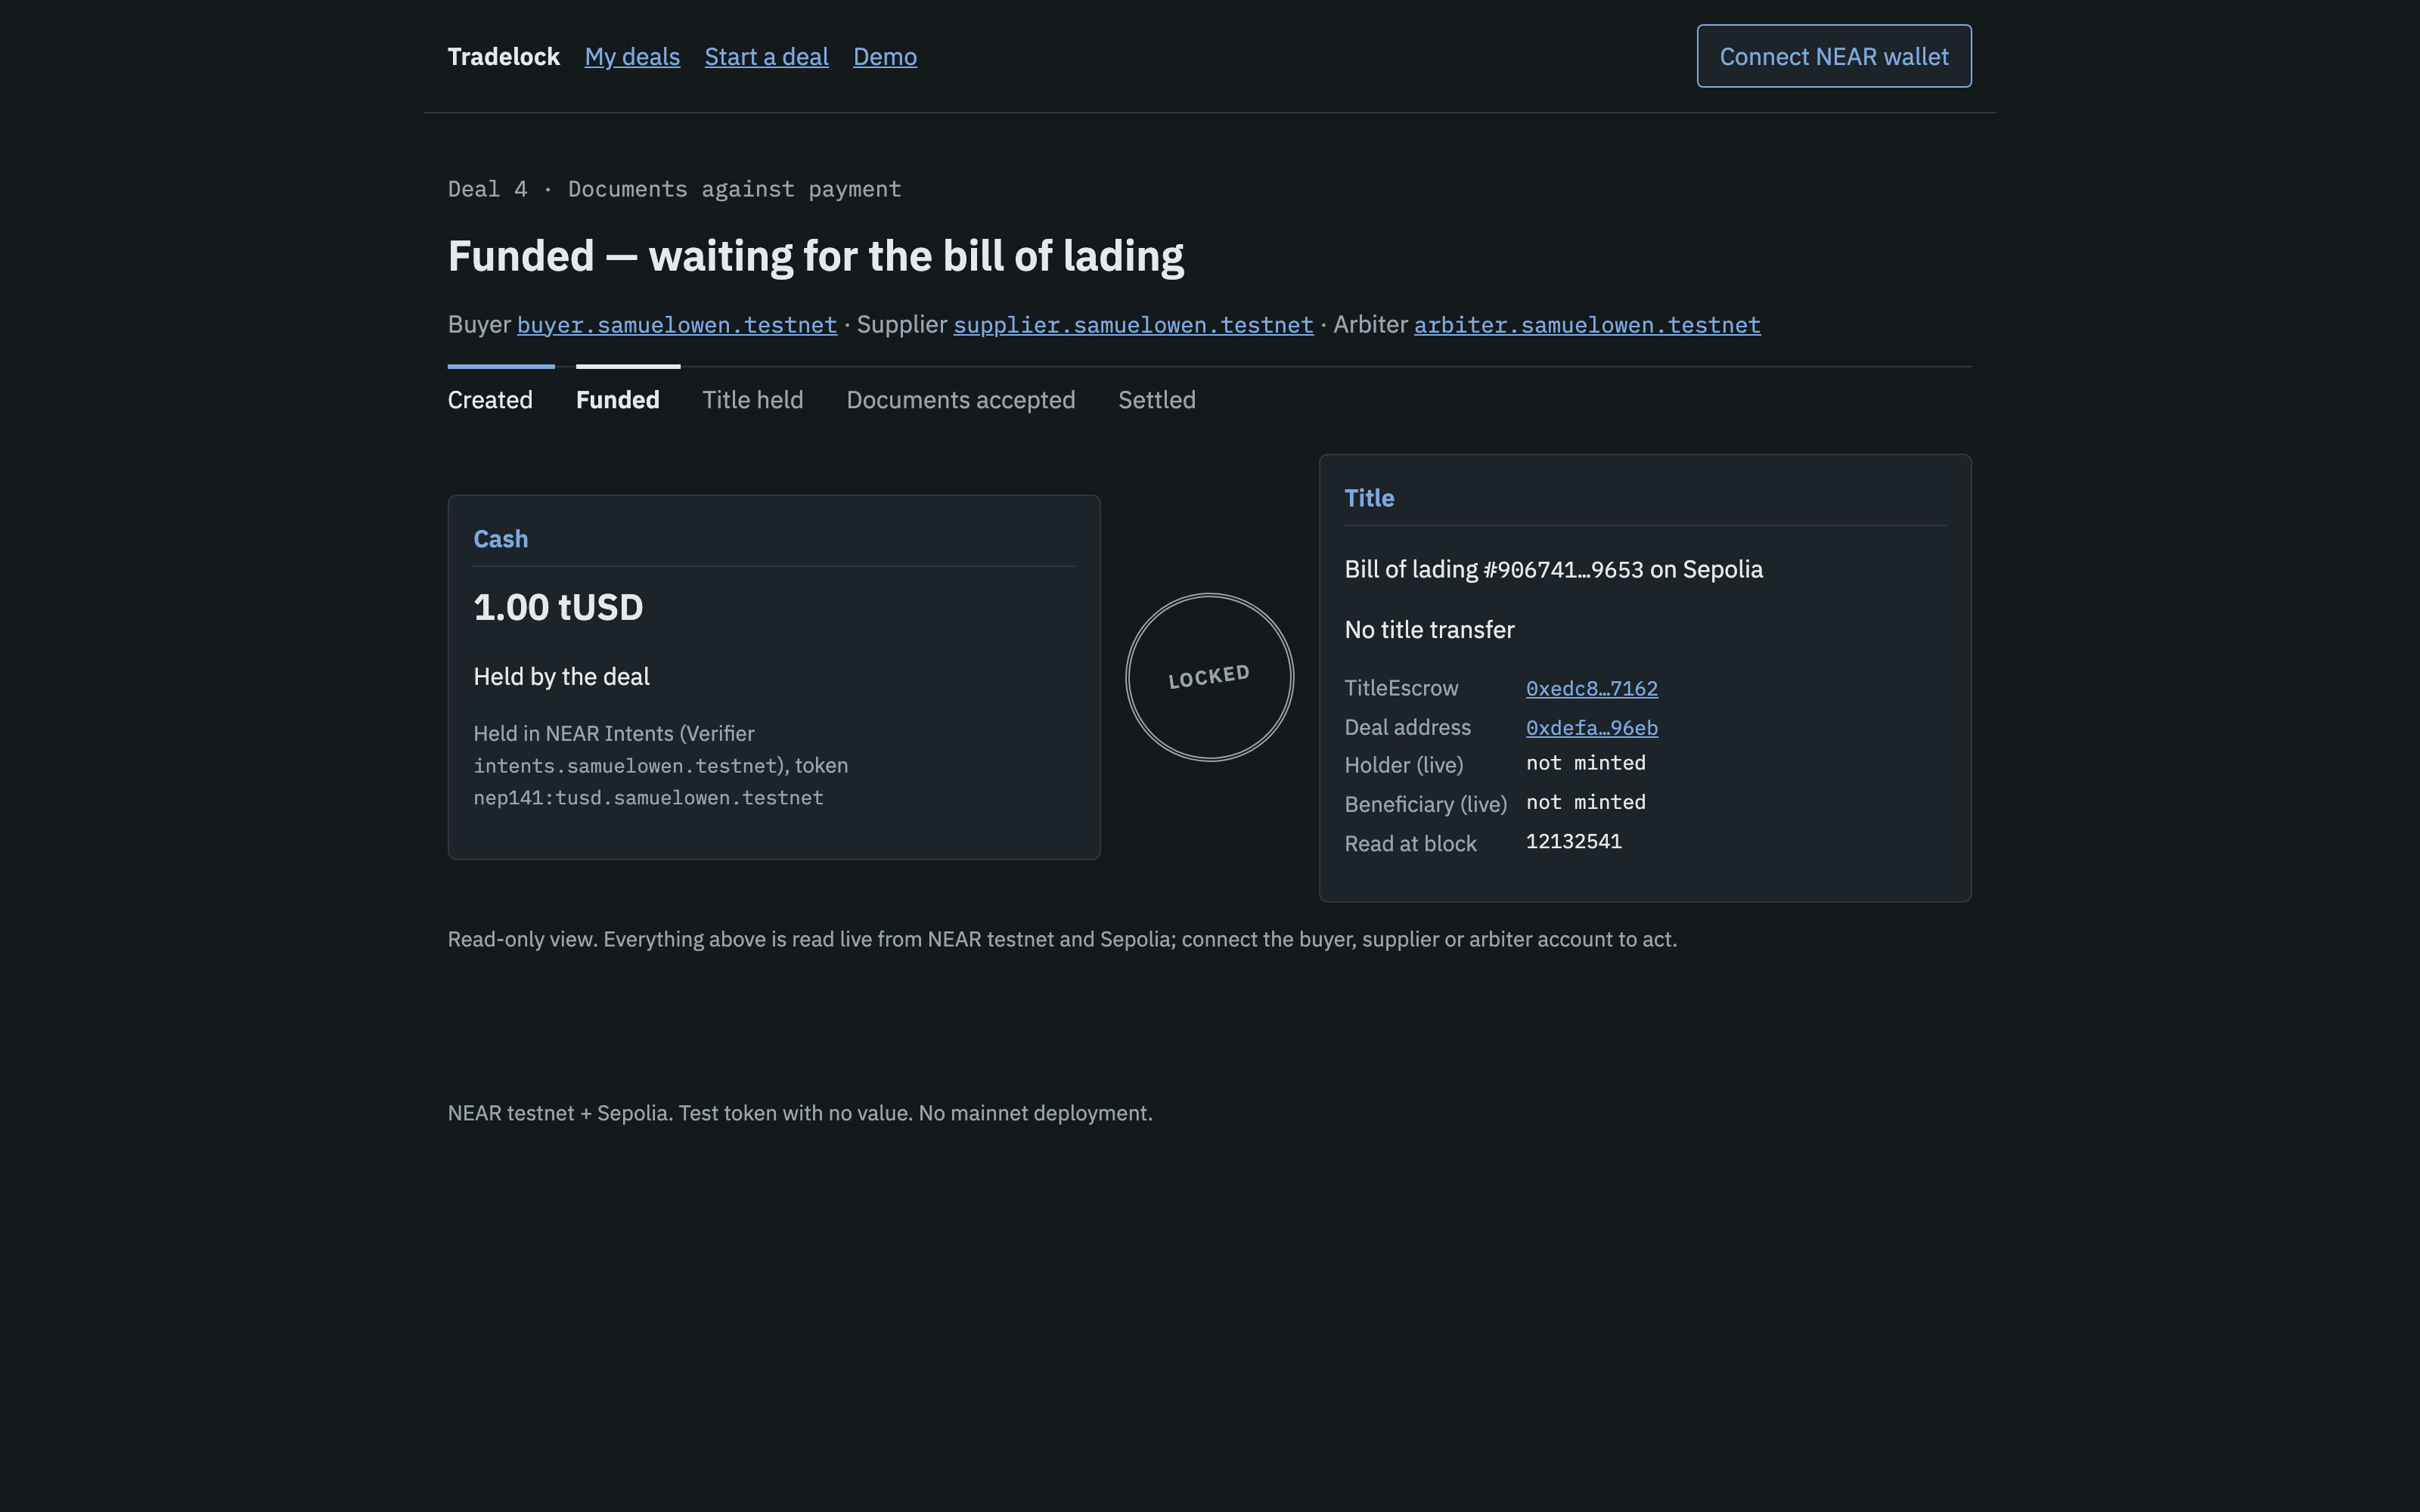 Tradelock My deals Start a deal Demo Connect NEAR wallet
Deal 4 · Documents against payment
Funded — waiting for the bill of lading
Buyer buyer.samuelowen.testnet · Supplier supplier.samuelowen.testnet · Arbiter arbiter.samuelowen.testnet
Created Funded Title held Documents accepted Settled
Cash
1.00 tUSD
Held by the deal
Held in NEAR Intents (Verifier
intents.samuelowen.testnet), token
nep141:tusd.samuelowen.testnet
LOCKED
Title
Bill of lading #906741…9653 on Sepolia
No title transfer
TitleEscrow 0xedc8…7162
Deal address 0xdefa…96eb
Holder (live) not minted
Beneficiary (live) not minted
Read at block 12132541
Read-only view. Everything above is read live from NEAR testnet and Sepolia; connect the buyer, supplier or arbiter account to act.
NEAR testnet + Sepolia. Test token with no value. No mainnet deployment.